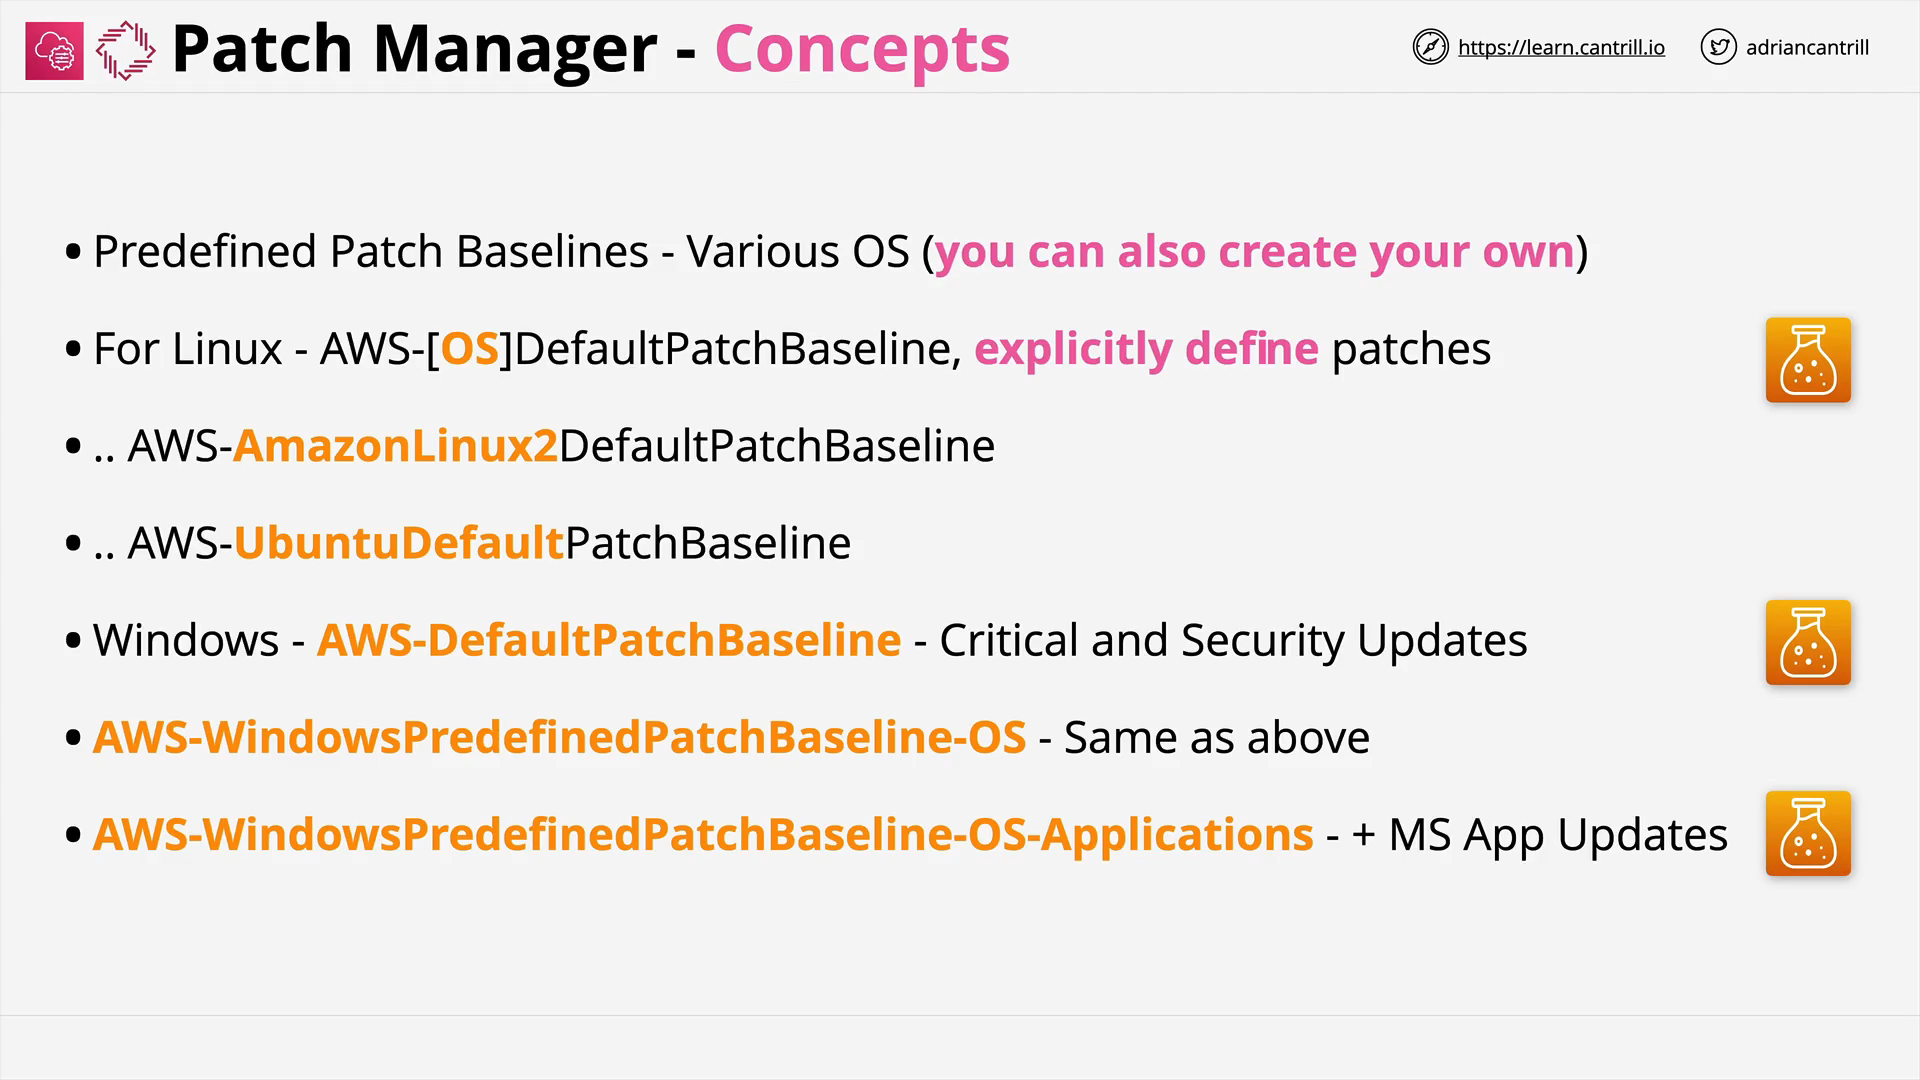 Patch Manager - Concepts
https://learn.cantrill.io
adriancantrill
• Predefined Patch Baselines - Various OS (you can also create your own)
• For Linux - AWS-[OS]DefaultPatchBaseline, explicitly define patches
• .. AWS-AmazonLinux2DefaultPatchBaseline
• .. AWS-UbuntuDefaultPatchBaseline
• Windows - AWS-DefaultPatchBaseline - Critical and Security Updates
• AWS-WindowsPredefinedPatchBaseline-OS - Same as above
• AWS-WindowsPredefinedPatchBaseline-OS-Applications - + MS App Updates